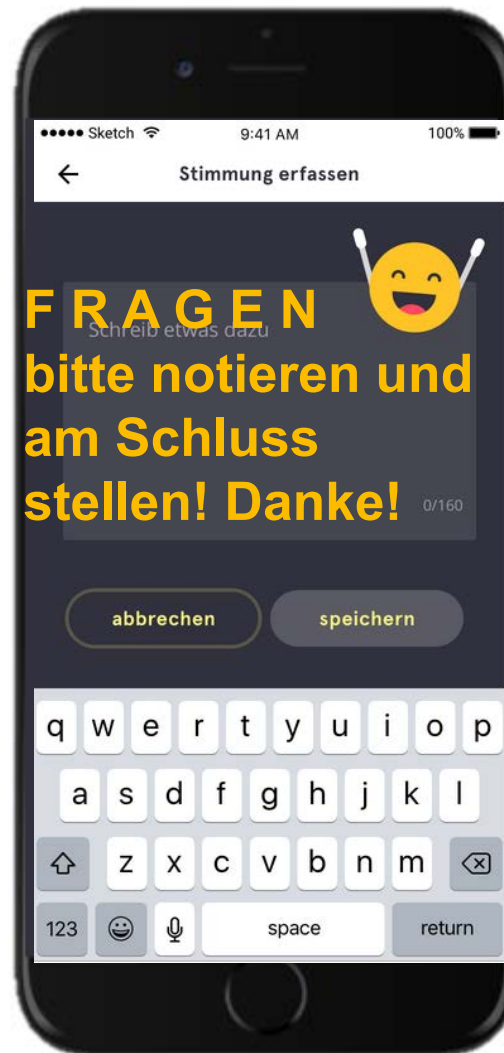 Sketch 9:41 AM 100%
Stimmung erfassen
F R A G E N
Schreib etwas dazu
bitte notieren und
am Schluss
stellen! Danke!
0/160
abbrechen speichern
q w e r t y u i o p
a s d f g h j k l
z x c v b n m
123 space return